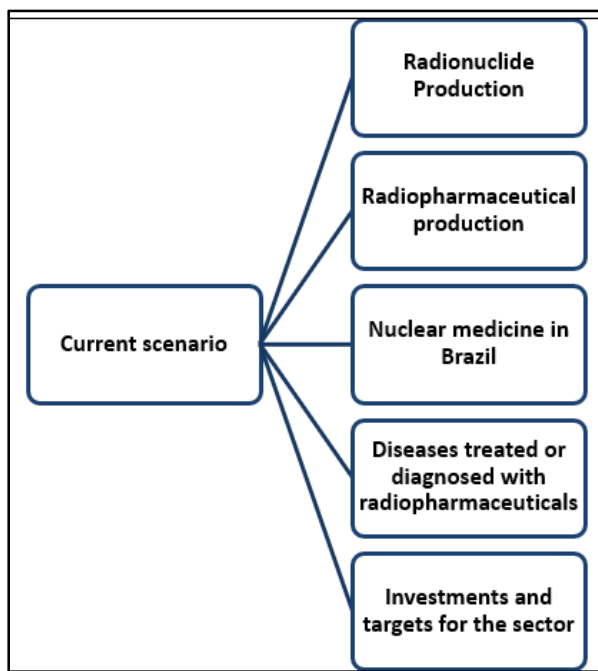 Radionuclide
Production
Radiopharmaceutical
production
Current scenario
Nuclear medicine in
Brazil
Diseases treated or
diagnosed with
radiopharmaceuticals
Investments and
targets for the sector